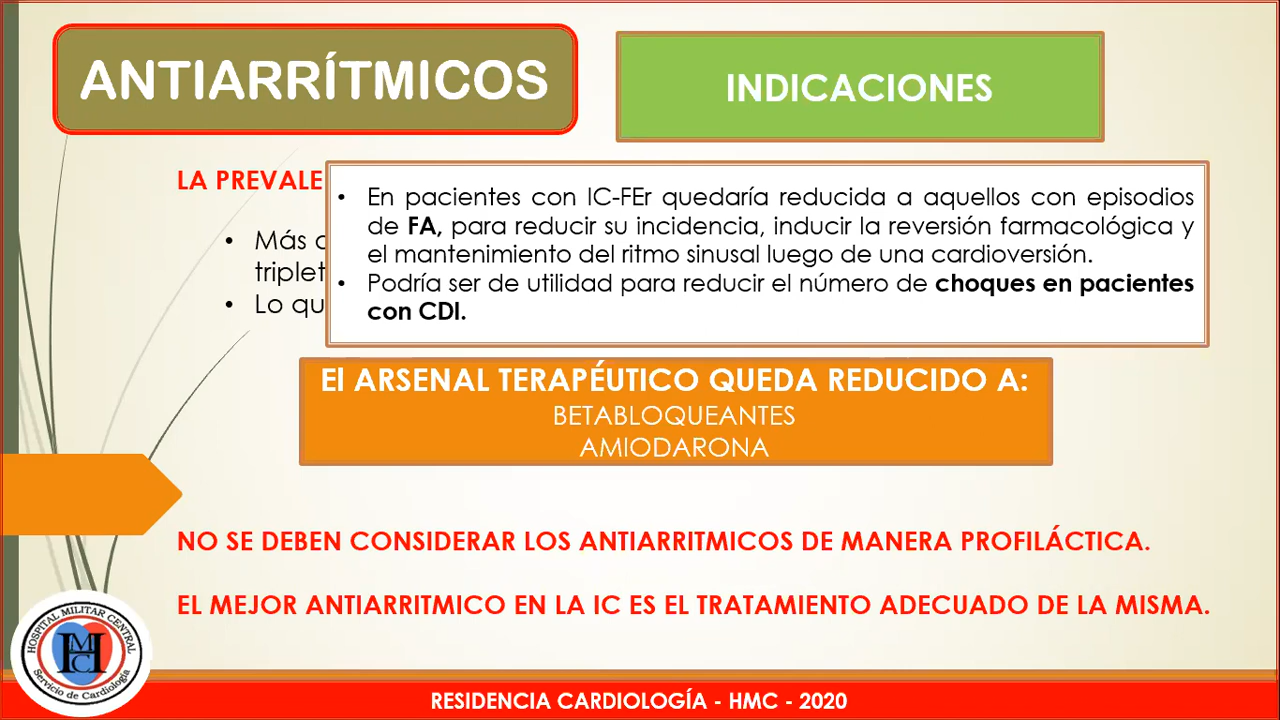 ANTIARRÍTMICOS
INDICACIONES
LA PREVALE
• En pacientes con IC-FEr quedaría reducida a aquellos con episodios
de FA, para reducir su incidencia, inducir la reversión farmacológica y
el mantenimiento del ritmo sinusal luego de una cardioversión.
• Podría ser de utilidad para reducir el número de choques en pacientes
con CDI.
• Más
triplet
• Lo qu
El ARSENAL TERAPÉUTICO QUEDA REDUCIDO A:
BETABLOQUEANTES
AMIODARONA
NO SE DEBEN CONSIDERAR LOS ANTIARRITMICOS DE MANERA PROFILÁCTICA.
EL MEJOR ANTIARRITMICO EN LA IC ES EL TRATAMIENTO ADECUADO DE LA MISMA.
HOSPITAL MILITAR CENTRAL
HMC
Servicio de Cardiología
RESIDENCIA CARDIOLOGÍA - HMC - 2020